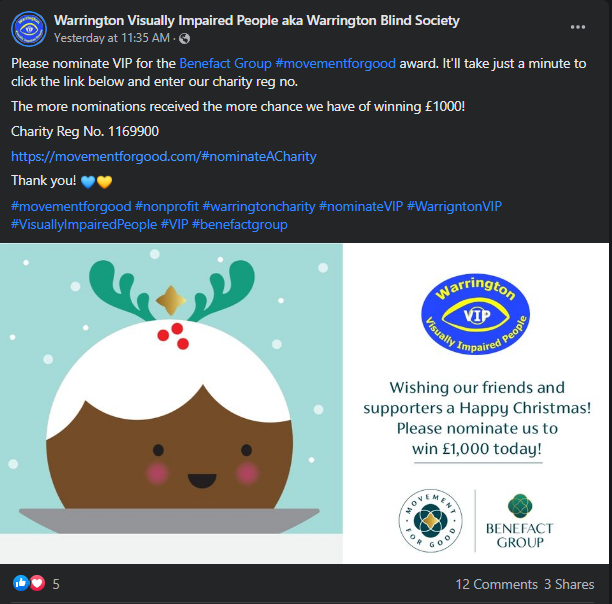 Warrington Visually Impaired People aka Warrington Blind Society
Yesterday at 11:35 AM ·
Please nominate VIP for the Benefact Group #movementforgood award. It'll take just a minute to
click the link below and enter our charity reg no.
The more nominations received the more chance we have of winning £1000!
Charity Reg No. 1169900
https://movementforgood.com/#nominateACharity
Thank you! 💙💛
#movementforgood #nonprofit #warringtoncharity #nominateVIP #WarrigntonVIP
#VisuallyImpairedPeople #VIP #benefactgroup
Warrington
VIP
Visually Impaired People
Wishing our friends and
supporters a Happy Christmas!
Please nominate us to
win £1,000 today!
MOVEMENT
FOR GOOD
BENEFACT
GROUP
5
12 Comments 3 Shares